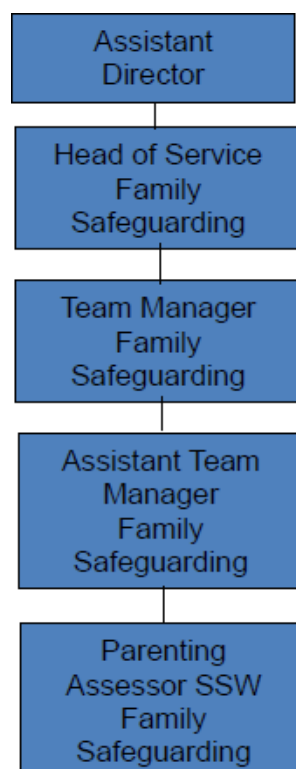 Assistant
Director
Head of Service
Family
Safeguarding
Team Manager
Family
Safeguarding
Assistant Team
Manager
Family
Safeguarding
Parenting
Assessor SSW
Family
Safeguarding